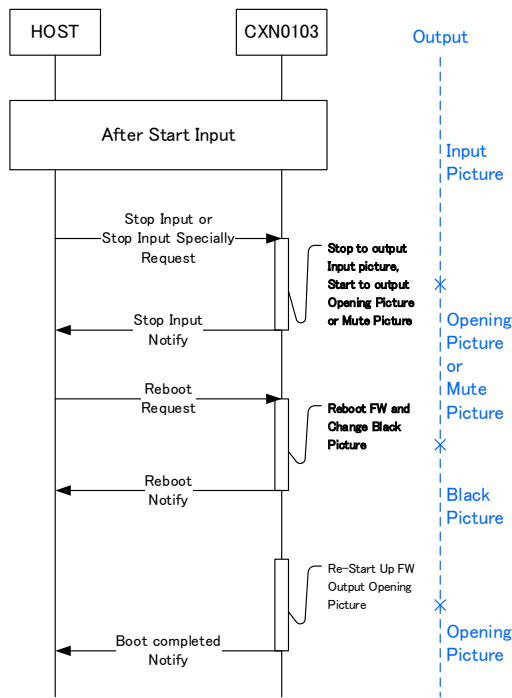 HOST
CXN0103
Output
After Start Input
Input
Picture
Stop Input or
Stop Input Specially
Request
Stop to output
Input picture,
Start to output
Opening Picture
or Mute Picture
Stop Input
Notify
Opening
Picture
or
Mute
Picture
Reboot
Request
Reboot FW and
Change Black
Picture
Reboot
Notify
Black
Picture
Re-Start Up FW
Output Opening
Picture
Boot completed
Notify
Opening
Picture